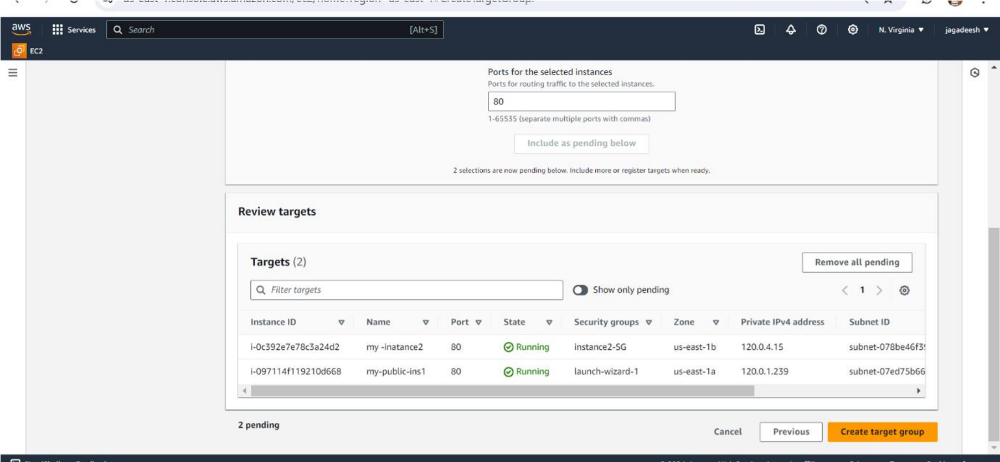 aws
Services
Search
[Alt+S]
N. Virginia
jagadeesh
EC2
Ports for the selected instances
Ports for routing traffic to the selected instances.
80
1-65535 (separate multiple ports with commas)
Include as pending below
2 selections are now pending below. Include more or register targets when ready.
Review targets
Targets (2)
Remove all pending
Filter targets
Show only pending
1
Instance ID Name Port State Security groups Zone Private IPv4 address Subnet ID
i-0c392e7e78c3a24d2 my -inatance2 80 Running instance2-SG us-east-1b 120.0.4.15 subnet-078be46f3
i-097114f119210d668 my-public-ins1 80 Running launch-wizard-1 us-east-1a 120.0.1.239 subnet-07ed75b66
2 pending
Cancel
Previous
Create target group